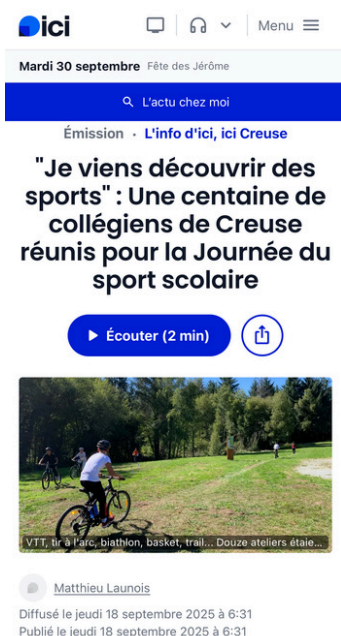 ici
Menu
Mardi 30 septembre Fête des Jérôme
L'actu chez moi
Émission · L'info d'ici, ici Creuse
"Je viens découvrir des
sports" : Une centaine de
collégiens de Creuse
réunis pour la Journée du
sport scolaire
Écouter (2 min)
VTT, tir à l'arc, biathlon, basket, trail... Douze ateliers étaie...
Matthieu Launois
Diffusé le jeudi 18 septembre 2025 à 6:31
Publié le jeudi 18 septembre 2025 à 6:31